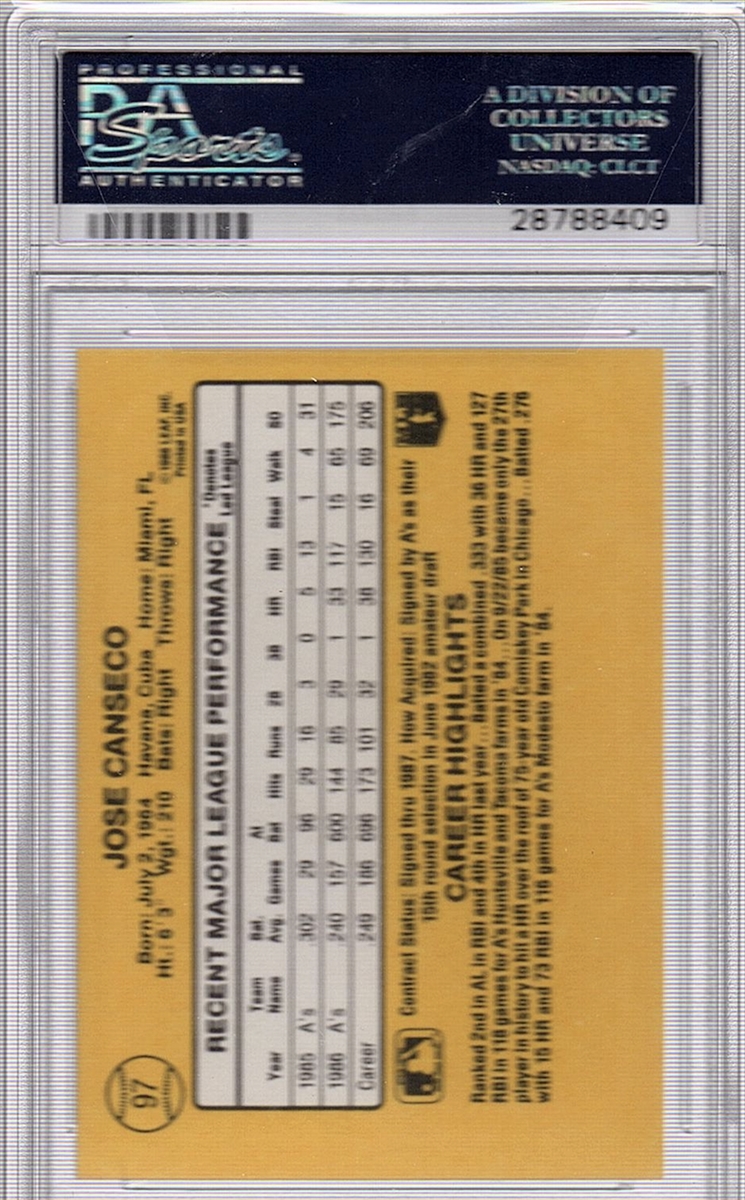 PROFESSIONAL
PSA
Sports
AUTHENTICATOR
A DIVISION OF
COLLECTORS
UNIVERSE
NASDAQ: CLCT
28788409
97
JOSE CANSECO
Born: July 2, 1964 Havana, Cuba Home: Miami, FL
Ht.: 6'3" Wgt.: 210 Bats: Right Throws: Right
© 1986 LEAF, INC.
Printed in USA
RECENT MAJOR LEAGUE PERFORMANCE
*Denotes
Led League
Year Team Name Bat. Avg. Games At Bat Hits Runs 2B 3B HR. RBI Steal Walk SO
1985 A's .302 29 96 29 16 3 0 5 13 1 4 31
1986 A's .240 157 600 144 85 29 1 33 117 15 65 175
Career .249 186 696 173 101 32 1 38 130 16 69 206
Contract Status: Signed thru 1987. How Acquired: Signed by A's as their
15th round selection in June 1982 amateur draft
CAREER HIGHLIGHTS
Ranked 2nd in AL in RBI and 4th in HR last year... Batted a combined .333 with 36 HR and 127
RBI in 118 games for A's Huntsville and Tacoma farms in '84... On 9/22/85 became only the 27th
player in history to hit a HR over the roof of 75 year old Comiskey Park in Chicago... Batted .276
with 15 HR and 73 RBI in 116 games for A's Modesto farm in '84.